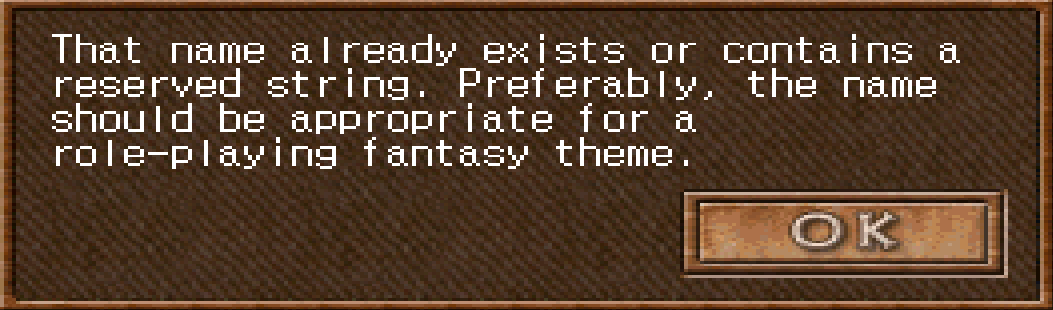 That name already exists or contains a
reserved string. Preferably, the name
should be appropriate for a
role-playing fantasy theme.
OK